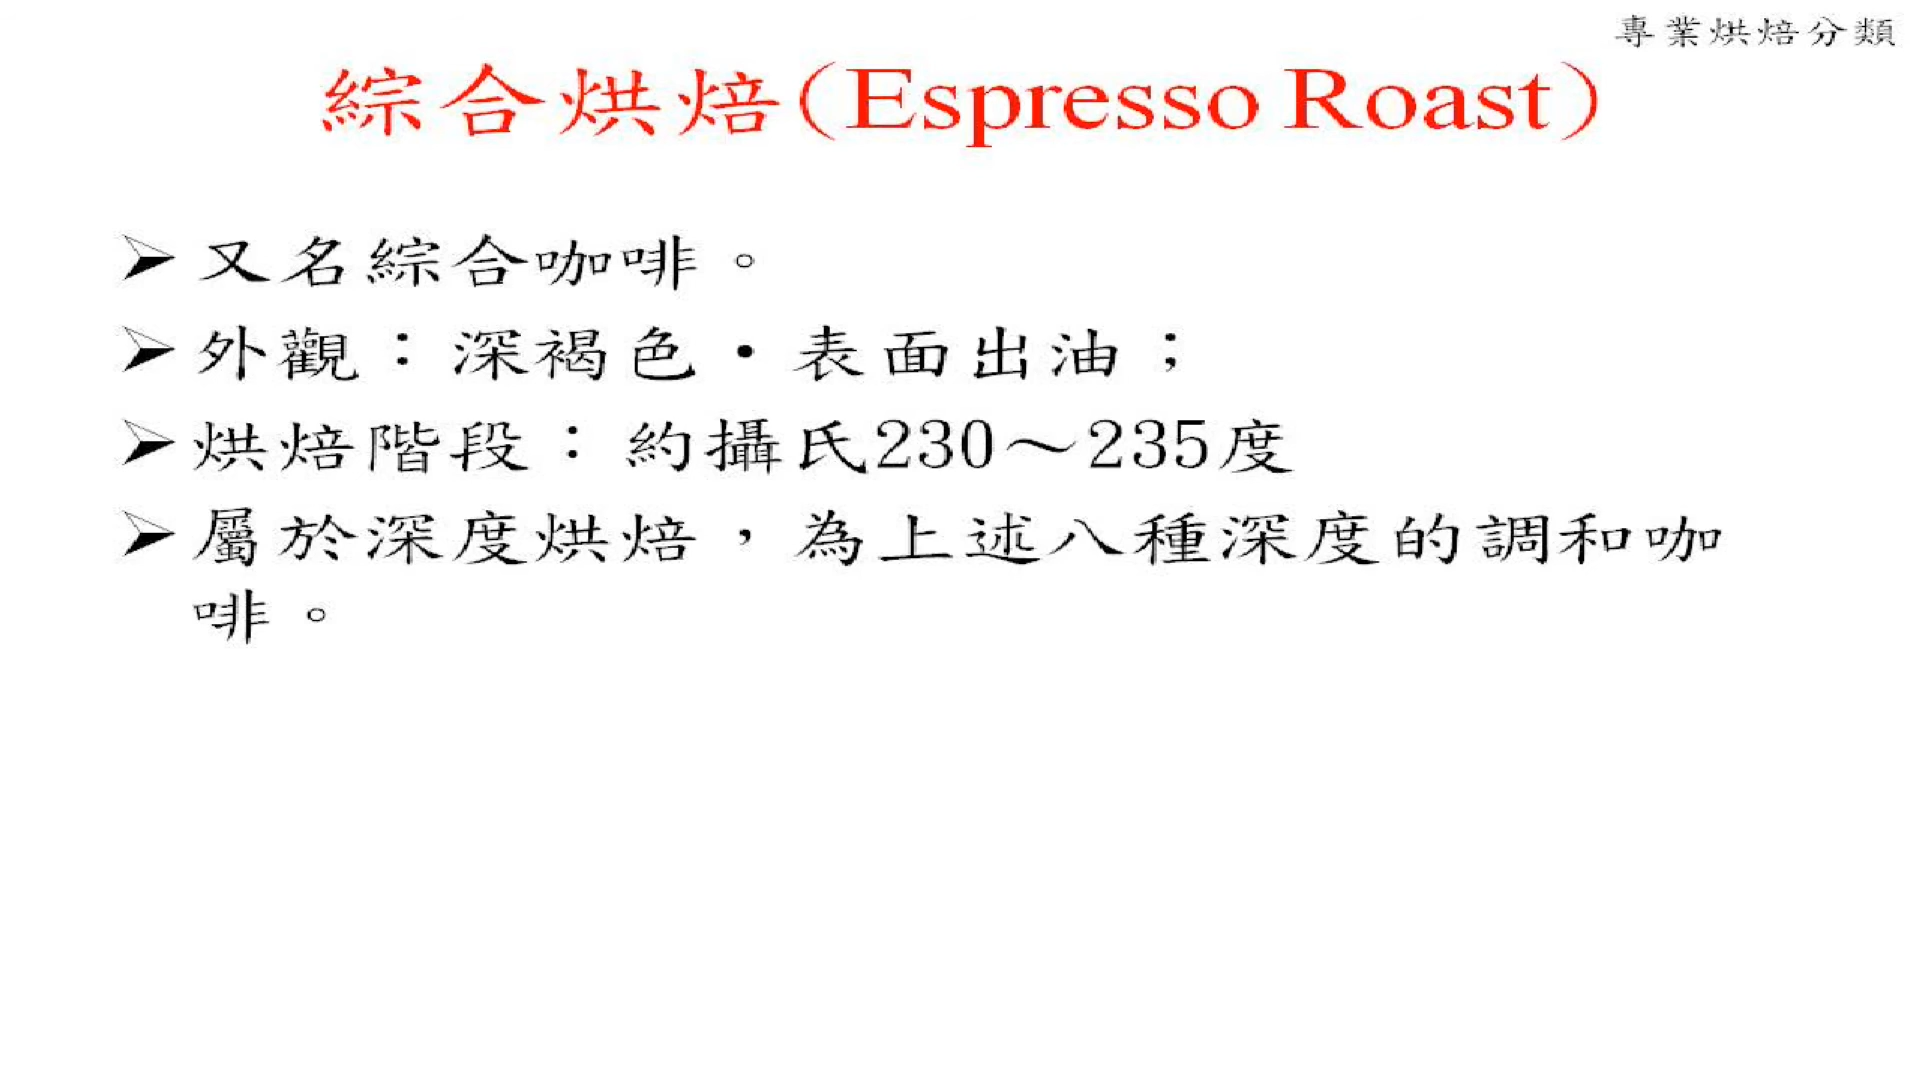 專業烘焙分類
綜合烘焙(Espresso Roast)
➢又名綜合咖啡。
➢外觀：深褐色•表面出油；
➢烘焙階段：約攝氏230～235度
➢屬於深度烘焙，為上述八種深度的調和咖
啡。